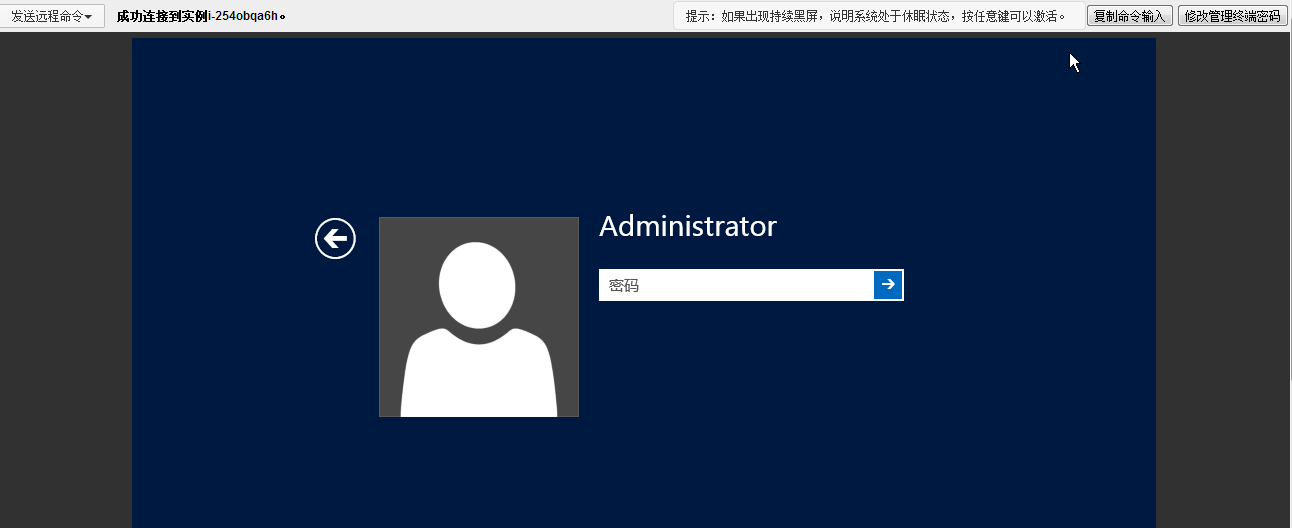 发送远程命令 成功连接到实例i-254obqa6h。 提示：如果出现持续黑屏，说明系统处于休眠状态，按任意键可以激活。 复制命令输入 修改管理终端密码
Administrator
密码